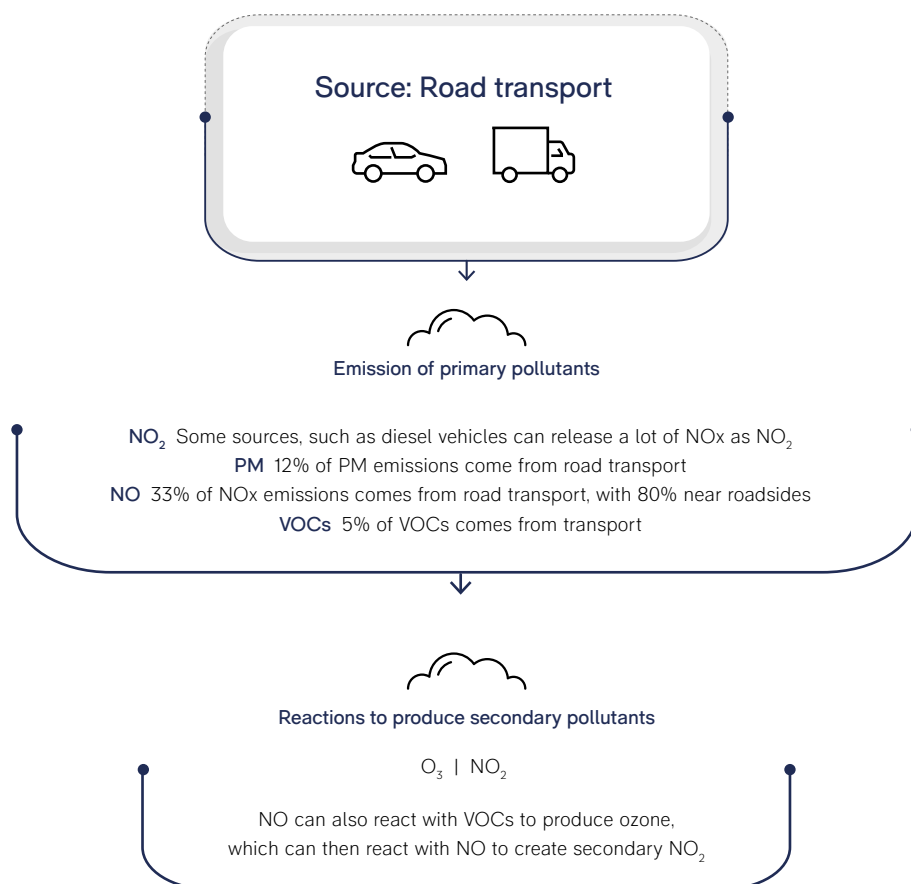 Source: Road transport
Emission of primary pollutants
NO₂ Some sources, such as diesel vehicles can release a lot of NOx as NO₂
PM 12% of PM emissions come from road transport
NO 33% of NOx emissions comes from road transport, with 80% near roadsides
VOCs 5% of VOCs comes from transport
Reactions to produce secondary pollutants
O₃ | NO₂
NO can also react with VOCs to produce ozone,
which can then react with NO to create secondary NO₂